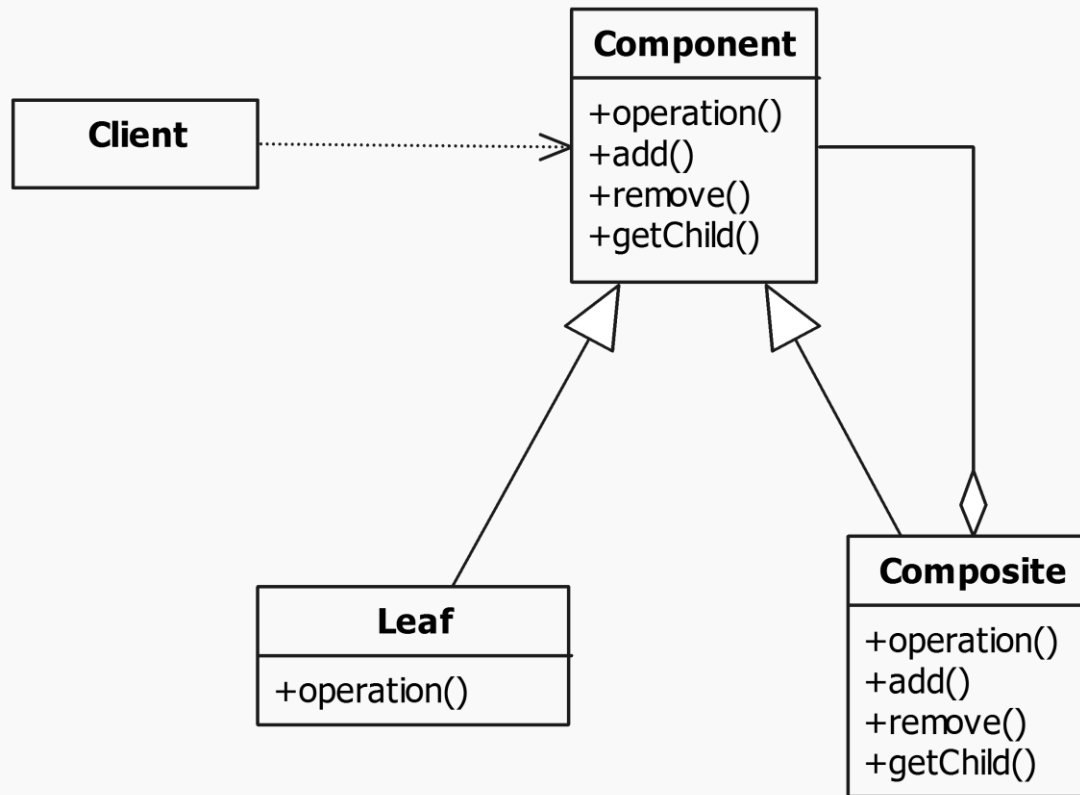 Component
+operation()
+add()
+remove()
+getChild()
Client
Leaf
+operation()
Composite
+operation()
+add()
+remove()
+getChild()